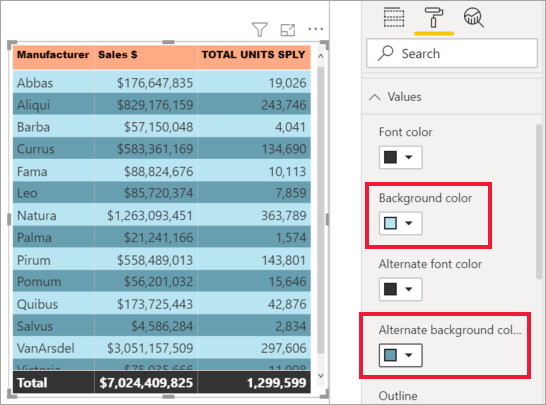 Manufacturer Sales $ TOTAL UNITS SPLY
Abbas $176,647,835 19,026
Aliqui $829,176,159 243,746
Barba $57,150,048 4,041
Currus $583,361,169 134,690
Fama $88,824,676 10,113
Leo $85,720,374 7,859
Natura $1,263,093,451 363,789
Palma $21,241,166 1,574
Pirum $558,489,013 143,801
Pomum $56,201,032 15,646
Quibus $173,725,443 42,876
Salvus $4,586,284 2,834
VanArsdel $3,051,157,509 297,606
Victoria
Total $7,024,409,825 1,299,599
Search
Values
Font color
Background color
Alternate font color
Alternate background col...
Outline